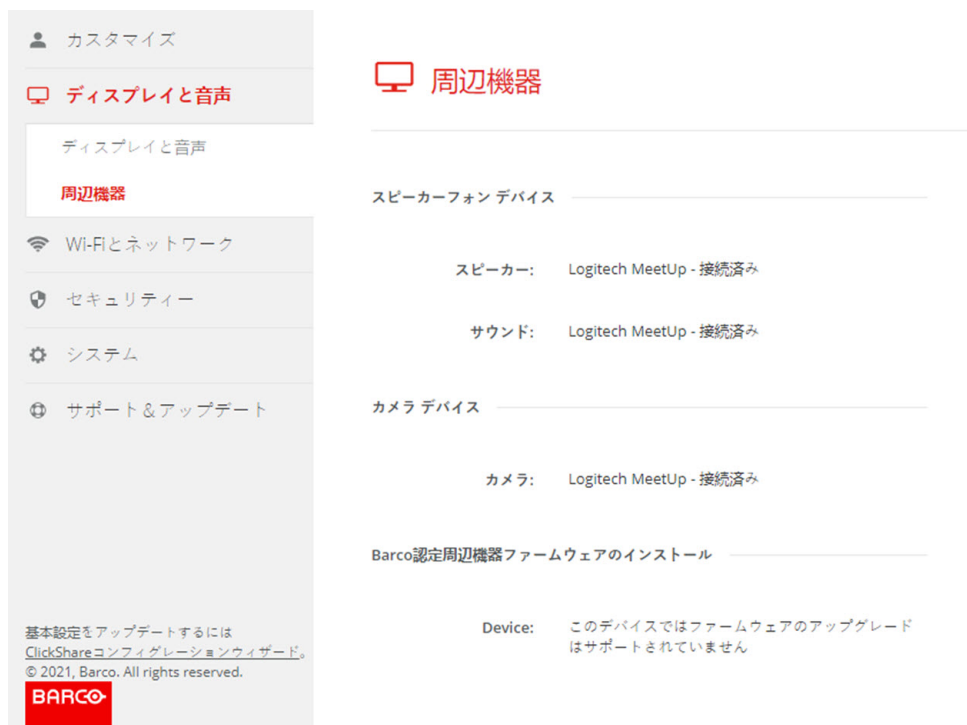 カスタマイズ
ディスプレイと音声
ディスプレイと音声
周辺機器
Wi-Fiとネットワーク
セキュリティー
システム
サポート＆アップデート
基本設定をアップデートするには
ClickShareコンフィグレーションウィザード。
© 2021, Barco. All rights reserved.
BARCO
周辺機器
スピーカーフォン デバイス
スピーカー: Logitech MeetUp - 接続済み
サウンド: Logitech MeetUp - 接続済み
カメラ デバイス
カメラ: Logitech MeetUp - 接続済み
Barco認定周辺機器ファームウェアのインストール
Device: このデバイスではファームウェアのアップグレード
はサポートされていません